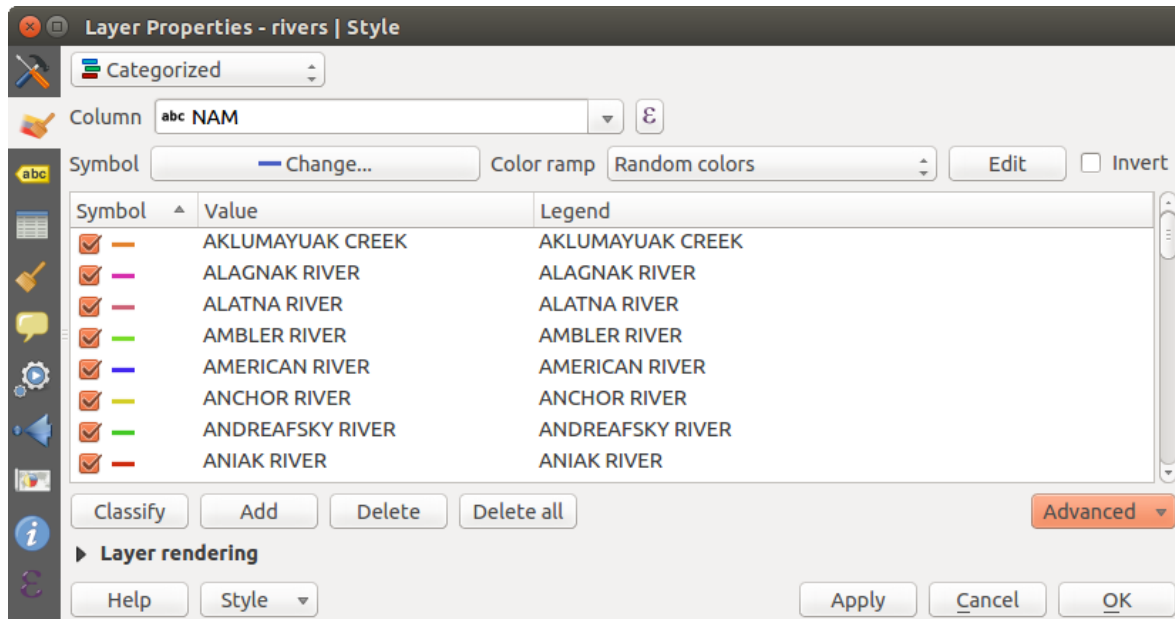 Layer Properties - rivers | Style
Categorized
Column abc NAM ε
abc
Symbol Change... Color ramp Random colors Edit Invert
Symbol Value Legend
AKLUMAYUAK CREEK AKLUMAYUAK CREEK
ALAGNAK RIVER ALAGNAK RIVER
ALATNA RIVER ALATNA RIVER
AMBLER RIVER AMBLER RIVER
AMERICAN RIVER AMERICAN RIVER
ANCHOR RIVER ANCHOR RIVER
ANDREAFSKY RIVER ANDREAFSKY RIVER
ANIAK RIVER ANIAK RIVER
Classify Add Delete Delete all Advanced
i
Layer rendering
ε
Help Style Apply Cancel OK